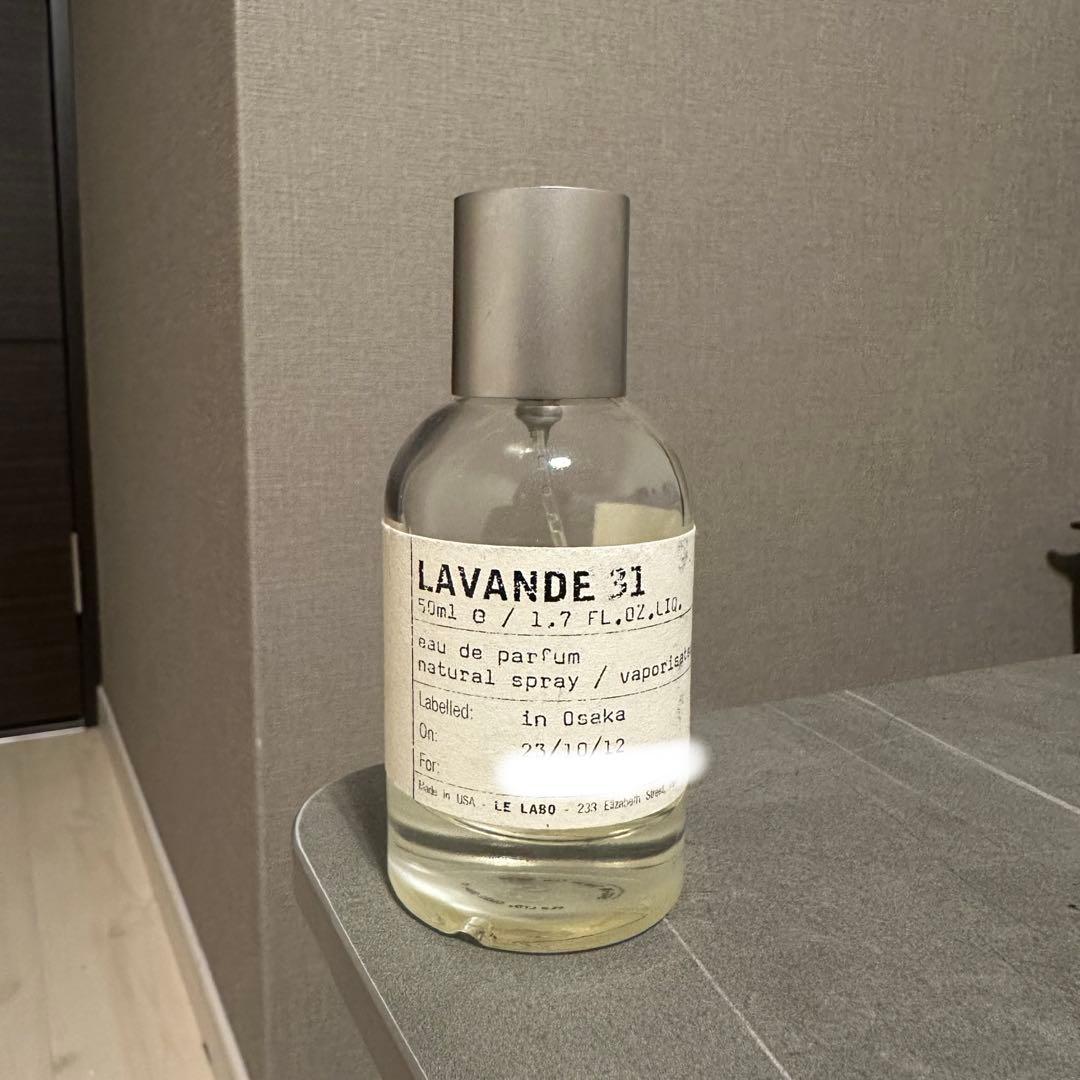 LAVANDE 31
50ml e / 1.7 FL.OZ.LIQ.
eau de parfum
natural spray /
Labelled: in Osaka
On: 23/10/12
For:
Made in USA - LE LABO - 233 Elizabeth Street,